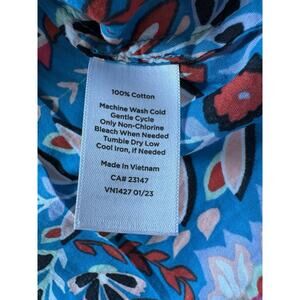 100% Cotton
Machine Wash Cold
Gentle Cycle
Only Non-Chlorine
Bleach When Needed
Tumble Dry Low
Cool Iron, if Needed
Made in Vietnam
CA# 23147
VN1427 01/23